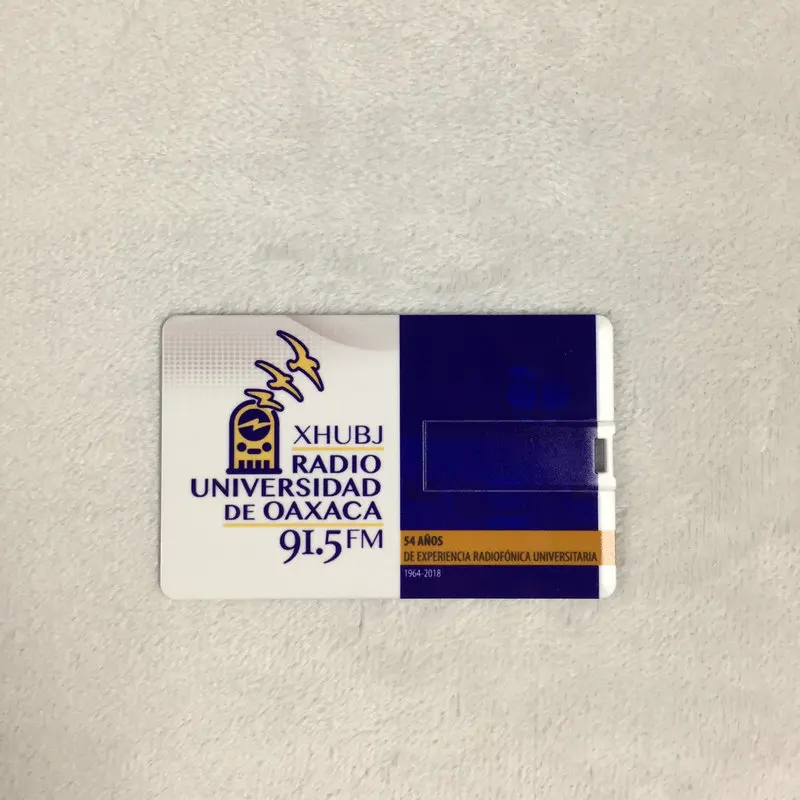 XHUBJ
RADIO
UNIVERSIDAD
DE OAXACA
91.5FM
54 AÑOS
DE EXPERIENCIA RADIOFÓNICA UNIVERSITARIA
1964-2018